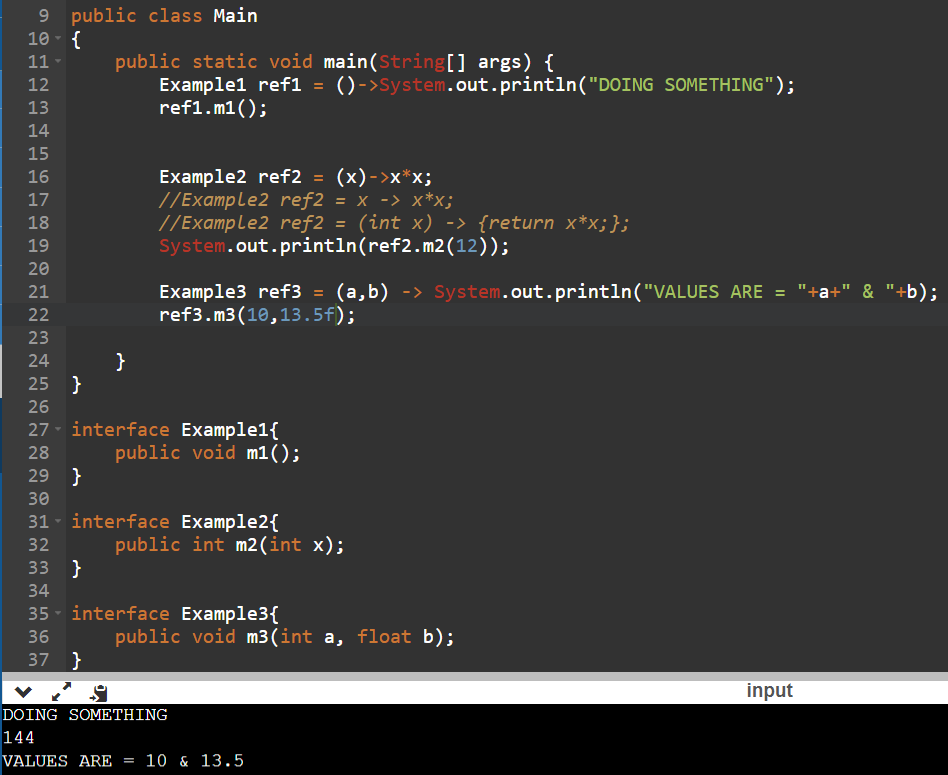 9 public class Main
10 {
11     public static void main(String[] args) {
12         Example1 ref1 = ()->System.out.println("DOING SOMETHING");
13         ref1.m1();
14
15
16         Example2 ref2 = (x)->x*x;
17         //Example2 ref2 = x -> x*x;
18         //Example2 ref2 = (int x) -> {return x*x;};
19         System.out.println(ref2.m2(12));
20
21         Example3 ref3 = (a,b) -> System.out.println("VALUES ARE = "+a+" & "+b);
22         ref3.m3(10,13.5f);
23
24     }
25 }
26
27 interface Example1{
28     public void m1();
29 }
30
31 interface Example2{
32     public int m2(int x);
33 }
34
35 interface Example3{
36     public void m3(int a, float b);
37 }
input
DOING SOMETHING
144
VALUES ARE = 10 & 13.5